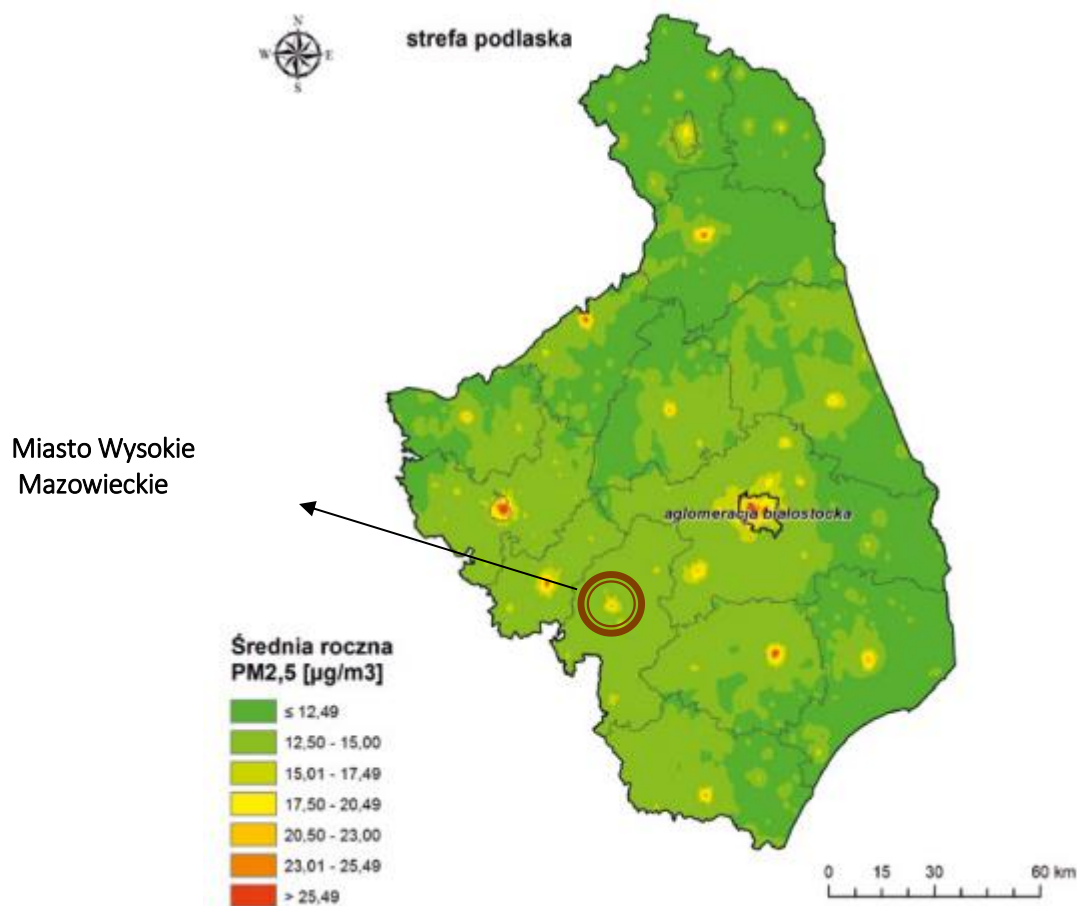 N
W E
S
strefa podlaska
Miasto Wysokie
Mazowieckie
aglomeracja białostocka
Średnia roczna
PM2,5 [µg/m3]
≤ 12,49
12,50 - 15,00
15,01 - 17,49
17,50 - 20,49
20,50 - 23,00
23,01 - 25,49
> 25,49
0 15 30 60 km